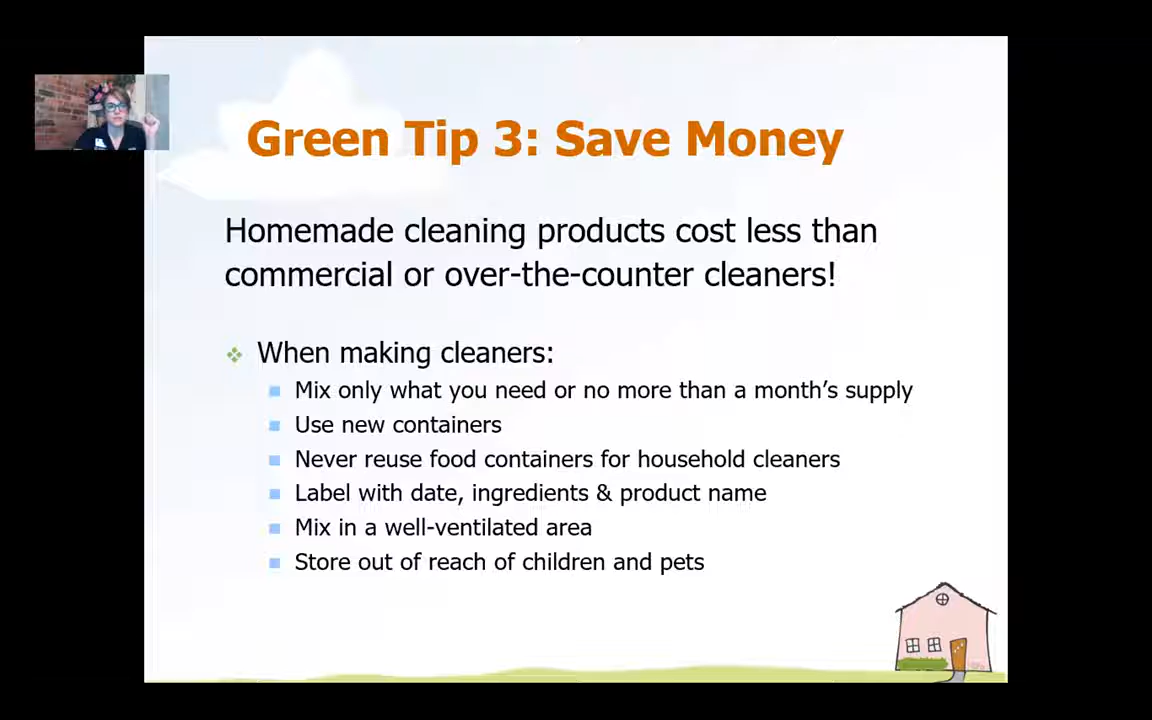 Green Tip 3: Save Money
Homemade cleaning products cost less than
commercial or over-the-counter cleaners!
When making cleaners:
Mix only what you need or no more than a month’s supply
Use new containers
Never reuse food containers for household cleaners
Label with date, ingredients & product name
Mix in a well-ventilated area
Store out of reach of children and pets